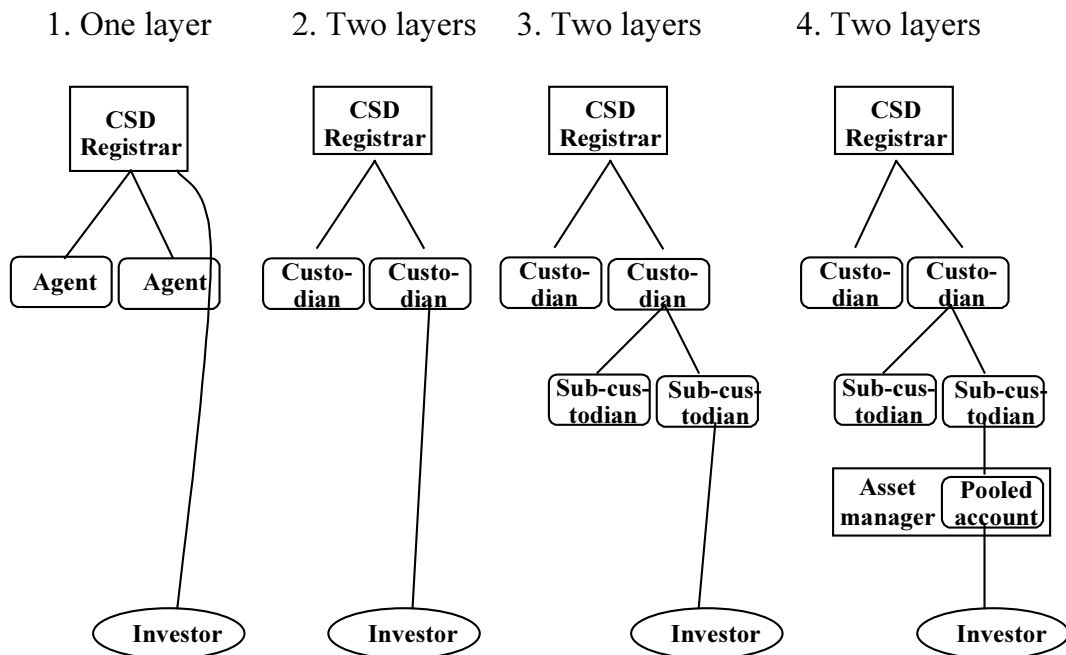 1. One layer
2. Two layers
3. Two layers
4. Two layers
CSD
Registrar
CSD
Registrar
CSD
Registrar
CSD
Registrar
Agent
Agent
Custo-
dian
Custo-
dian
Custo-
dian
Custo-
dian
Custo-
dian
Custo-
dian
Sub-cus-
todian
Sub-cus-
todian
Sub-cus-
todian
Sub-cus-
todian
Asset
manager
Pooled
account
Investor
Investor
Investor
Investor